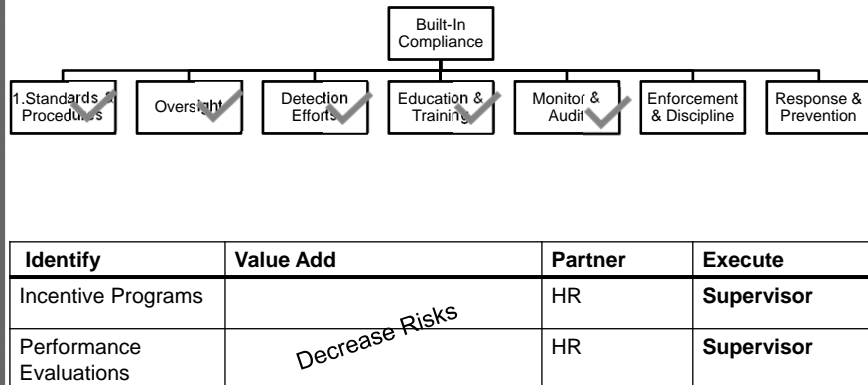 Built-In
Compliance
1.Standards &
Procedures
Oversight
Detection
Efforts
Education &
Training
Monitor &
Audit
Enforcement
& Discipline
Response &
Prevention
Identify Value Add Partner Execute
Incentive Programs HR Supervisor
Decrease Risks
Performance HR Supervisor
Evaluations